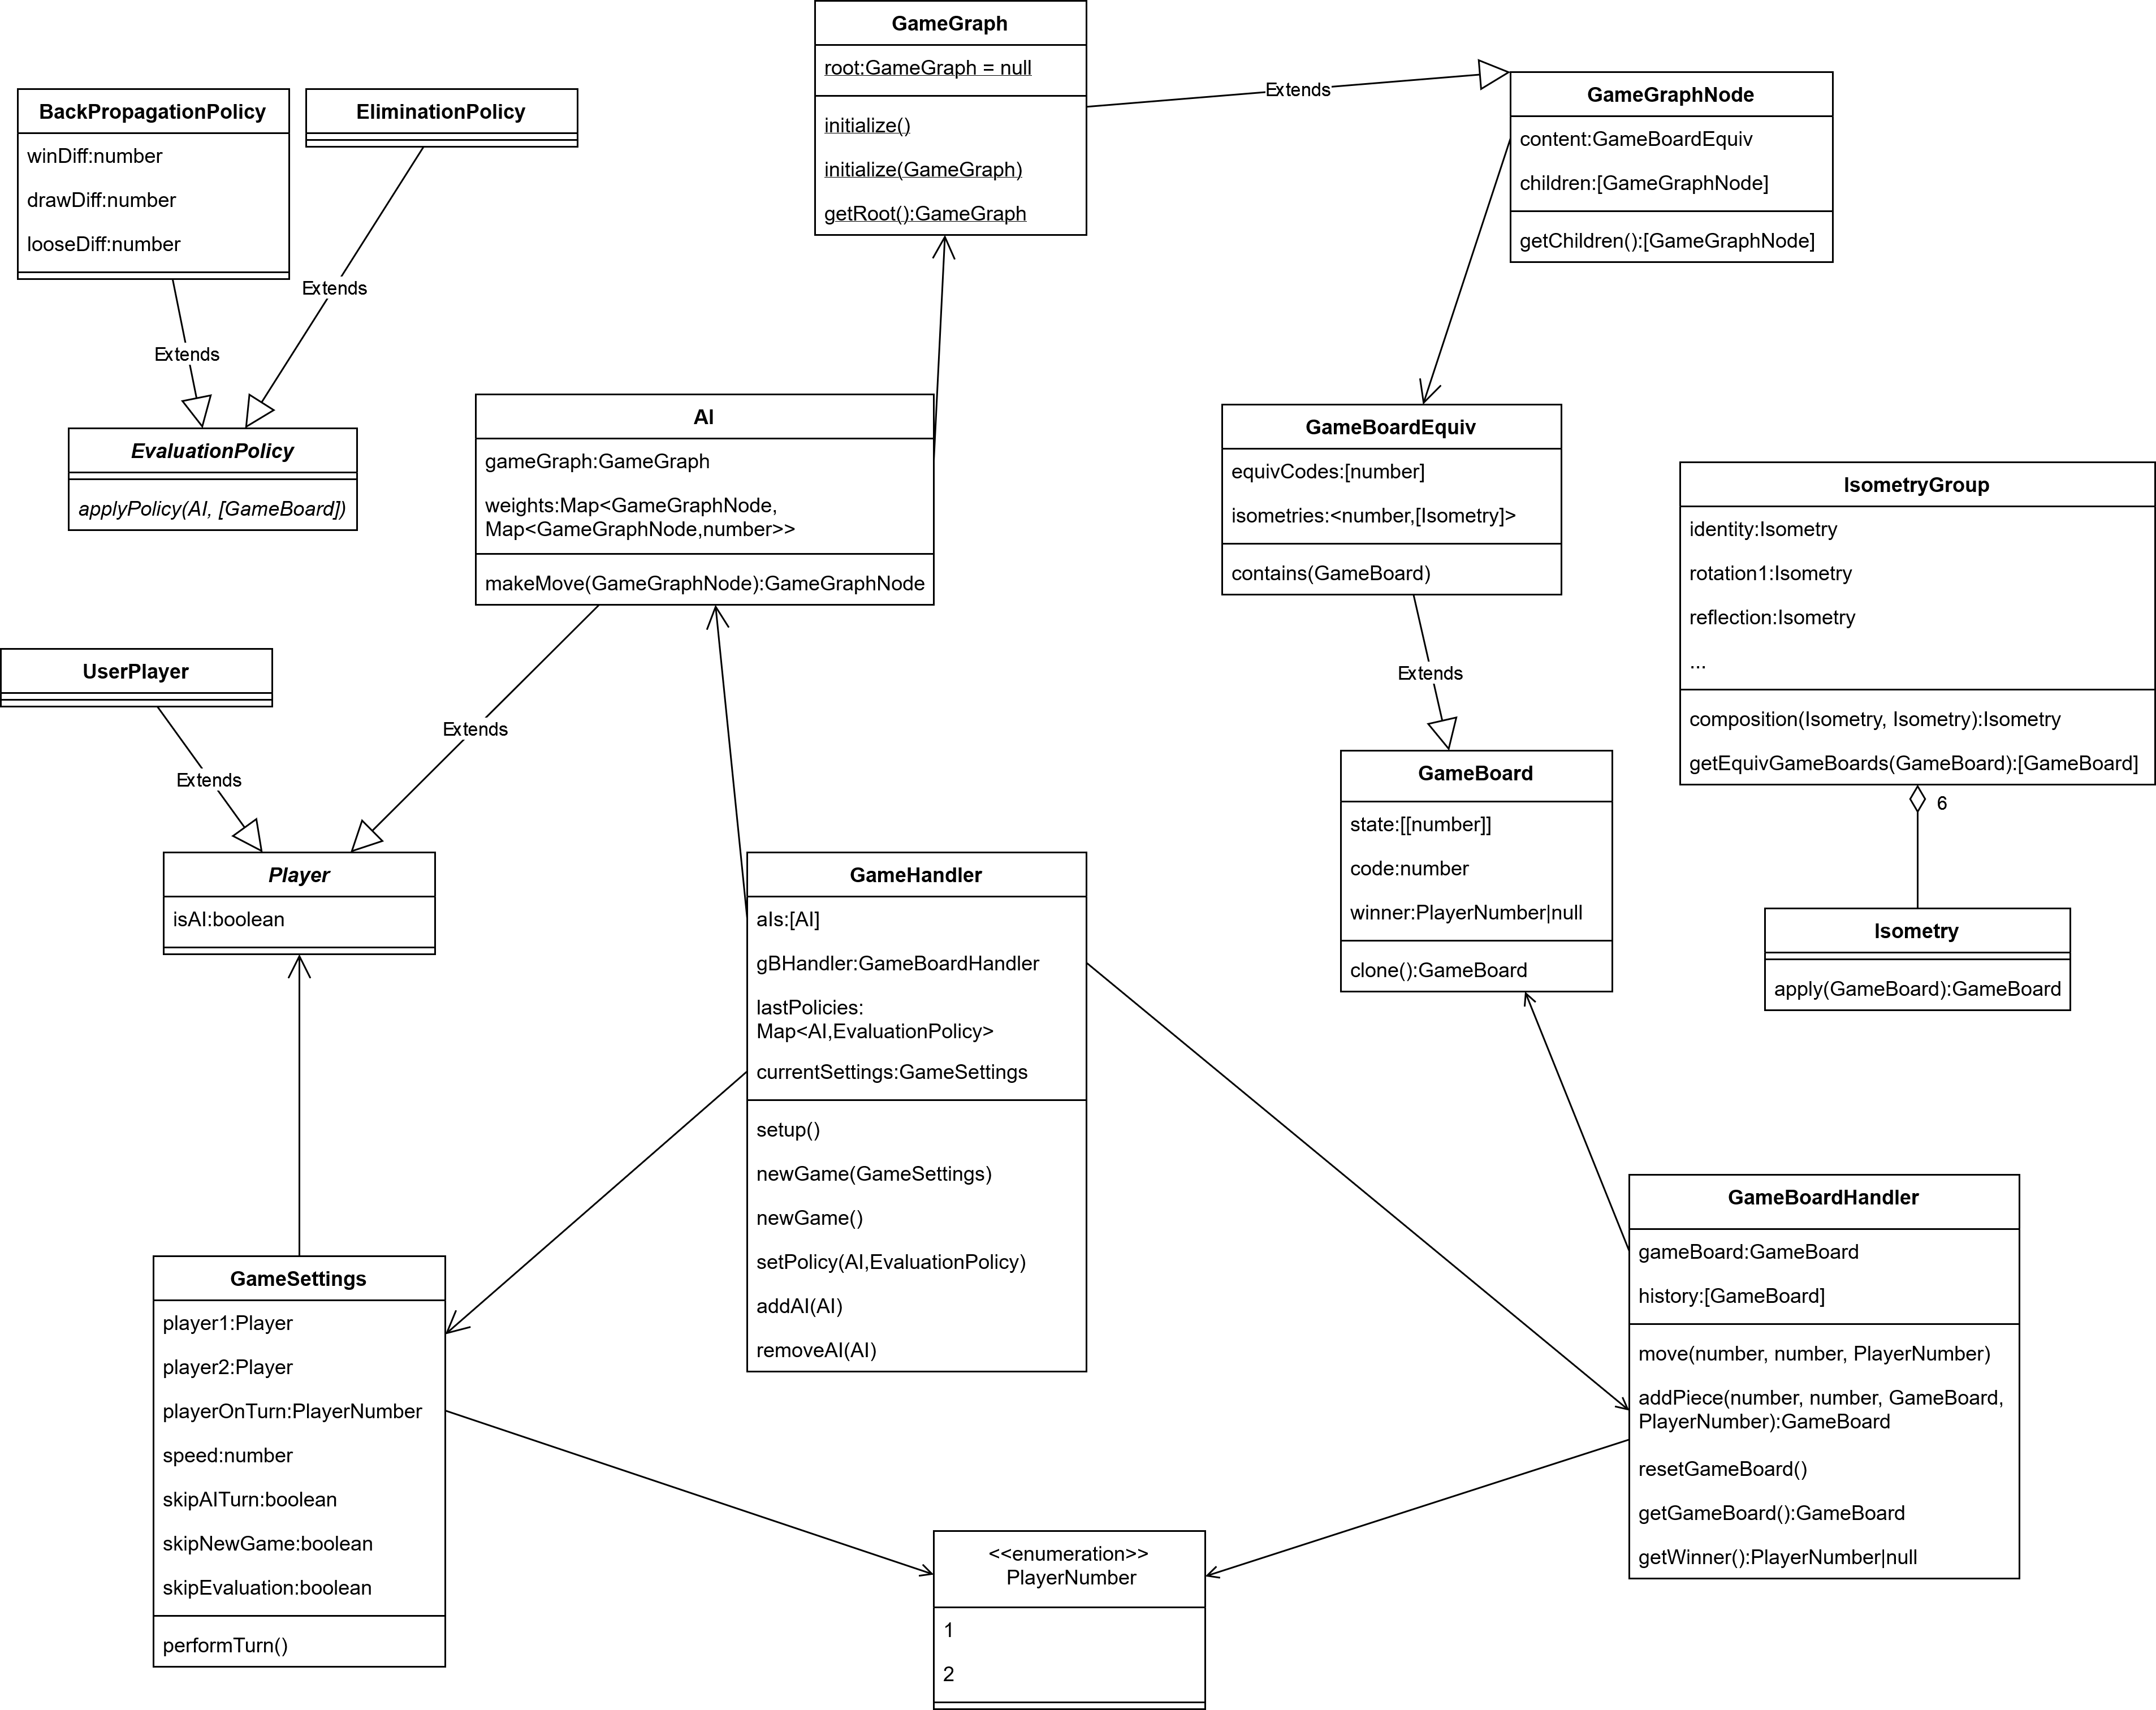 GameGraph
root:GameGraph = null
initialize()
initialize(GameGraph)
getRoot():GameGraph
Extends
GameGraphNode
content:GameBoardEquiv
children:[GameGraphNode]
getChildren():[GameGraphNode]
BackPropagationPolicy
winDiff:number
drawDiff:number
looseDiff:number
EliminationPolicy
Extends
Extends
EvaluationPolicy
applyPolicy(AI, [GameBoard])
AI
gameGraph:GameGraph
weights:Map<GameGraphNode,
Map<GameGraphNode,number>>
makeMove(GameGraphNode):GameGraphNode
GameBoardEquiv
equivCodes:[number]
isometries:<number,[Isometry]>
contains(GameBoard)
IsometryGroup
identity:Isometry
rotation1:Isometry
reflection:Isometry
...
composition(Isometry, Isometry):Isometry
getEquivGameBoards(GameBoard):[GameBoard]
6
Isometry
apply(GameBoard):GameBoard
UserPlayer
Extends
Extends
Extends
Player
isAI:boolean
GameBoard
state:[[number]]
code:number
winner:PlayerNumber|null
clone():GameBoard
GameHandler
aIs:[AI]
gBHandler:GameBoardHandler
lastPolicies:
Map<AI,EvaluationPolicy>
currentSettings:GameSettings
setup()
newGame(GameSettings)
newGame()
setPolicy(AI,EvaluationPolicy)
addAI(AI)
removeAI(AI)
GameBoardHandler
gameBoard:GameBoard
history:[GameBoard]
move(number, number, PlayerNumber)
addPiece(number, number, GameBoard,
PlayerNumber):GameBoard
resetGameBoard()
getGameBoard():GameBoard
getWinner():PlayerNumber|null
GameSettings
player1:Player
player2:Player
playerOnTurn:PlayerNumber
speed:number
skipAITurn:boolean
skipNewGame:boolean
skipEvaluation:boolean
performTurn()
<<enumeration>>
PlayerNumber
1
2